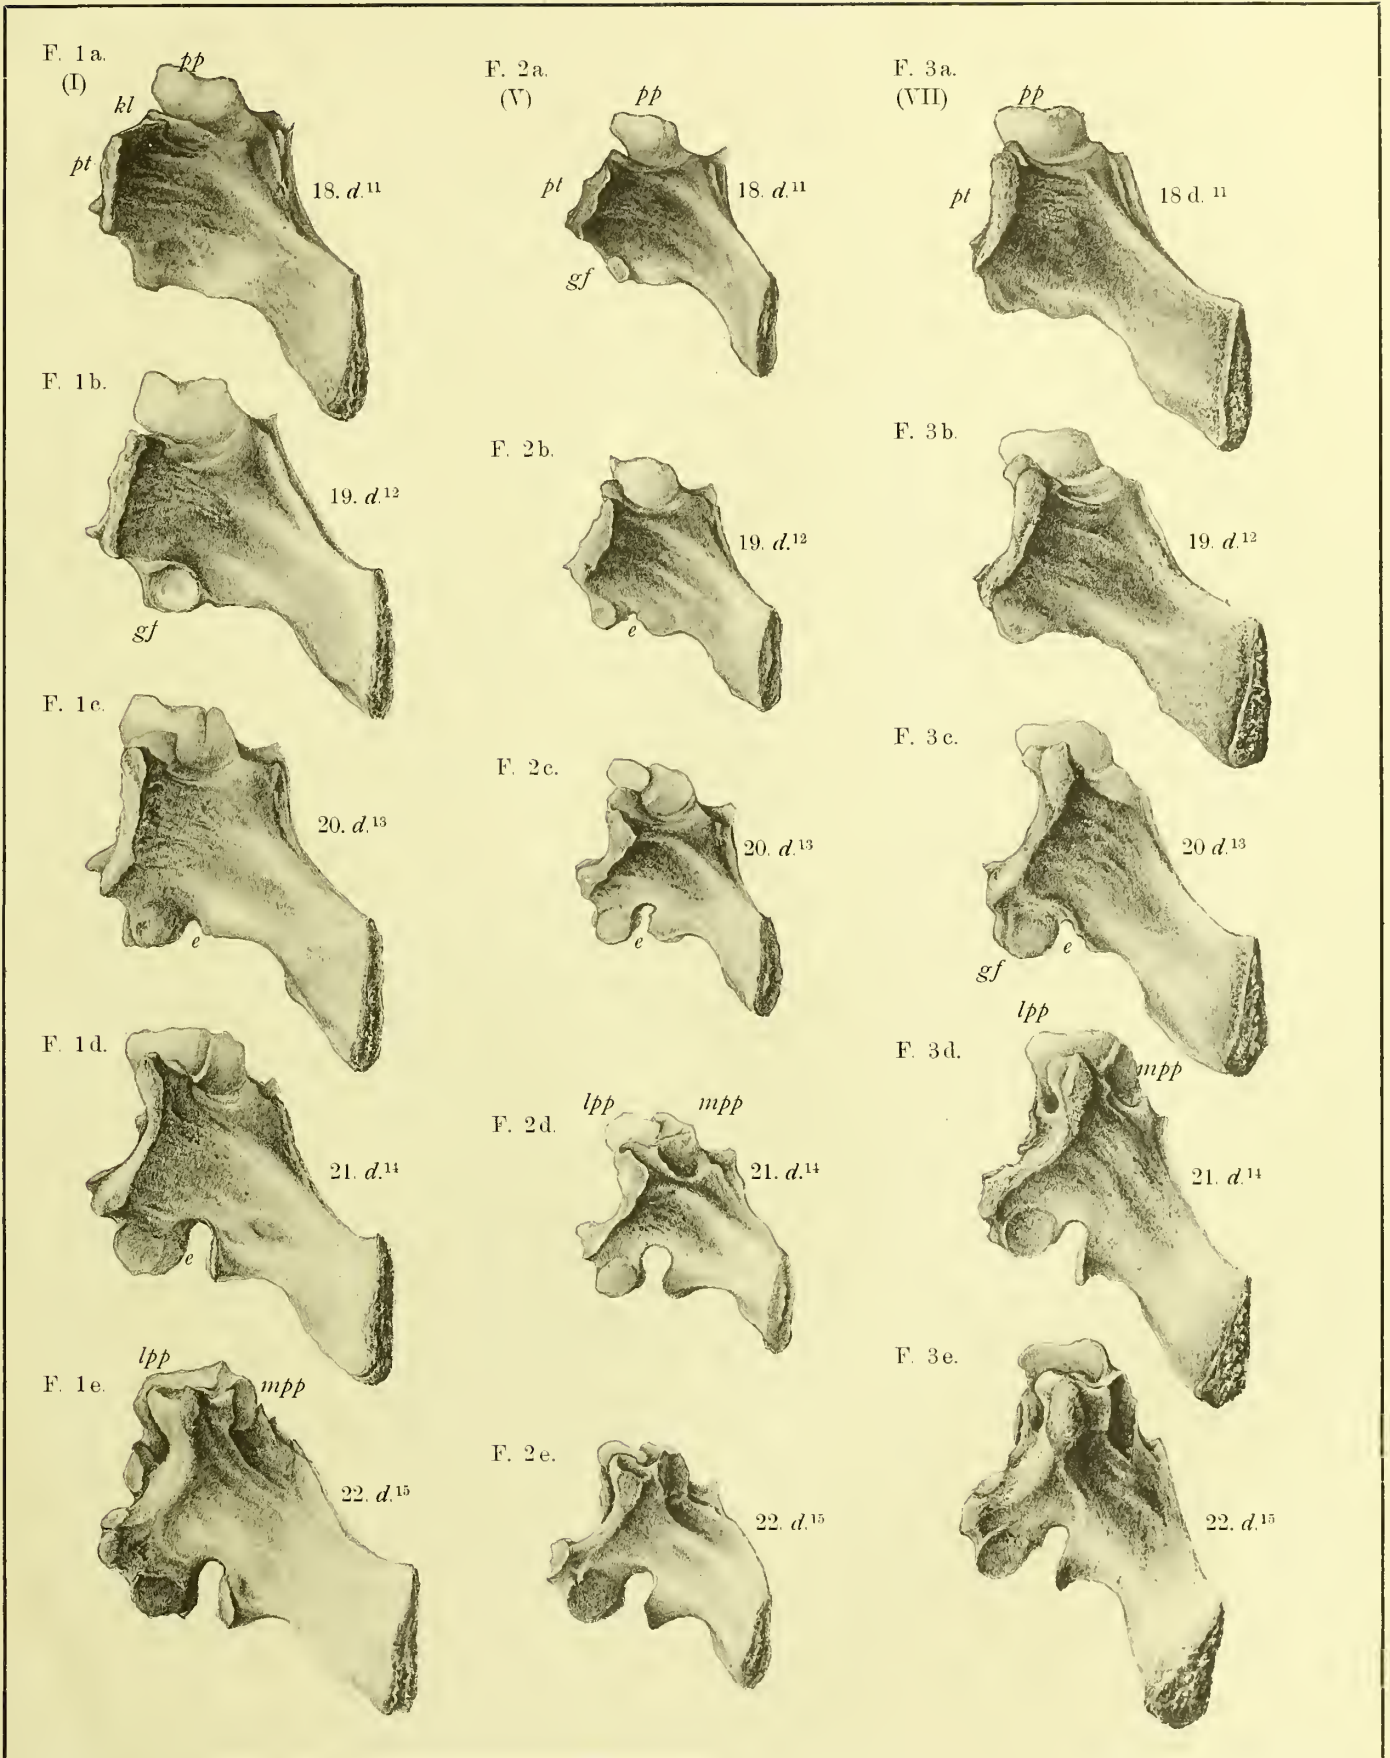 F. 1a.
(I)
pp
kl
pt
18. d.¹¹
F. 1b.
19. d.¹²
gf
F. 1c.
20. d.¹³
e
F. 1d.
21. d.¹⁴
e
F. 1e.
lpp
mpp
22. d.¹⁵
F. 2a.
(V)
pp
pt
18. d.¹¹
gf
F. 2b.
19. d.¹²
e
F. 2c.
20. d.¹³
e
F. 2d.
lpp
mpp
21. d.¹⁴
F. 2e.
22. d.¹⁵
F. 3a.
(VII)
pp
pt
18 d. ¹¹
F. 3b.
19. d.¹²
F. 3c.
20 d.¹³
e
gf
F. 3d.
lpp
mpp
21. d.¹⁴
F. 3e.
22. d.¹⁵